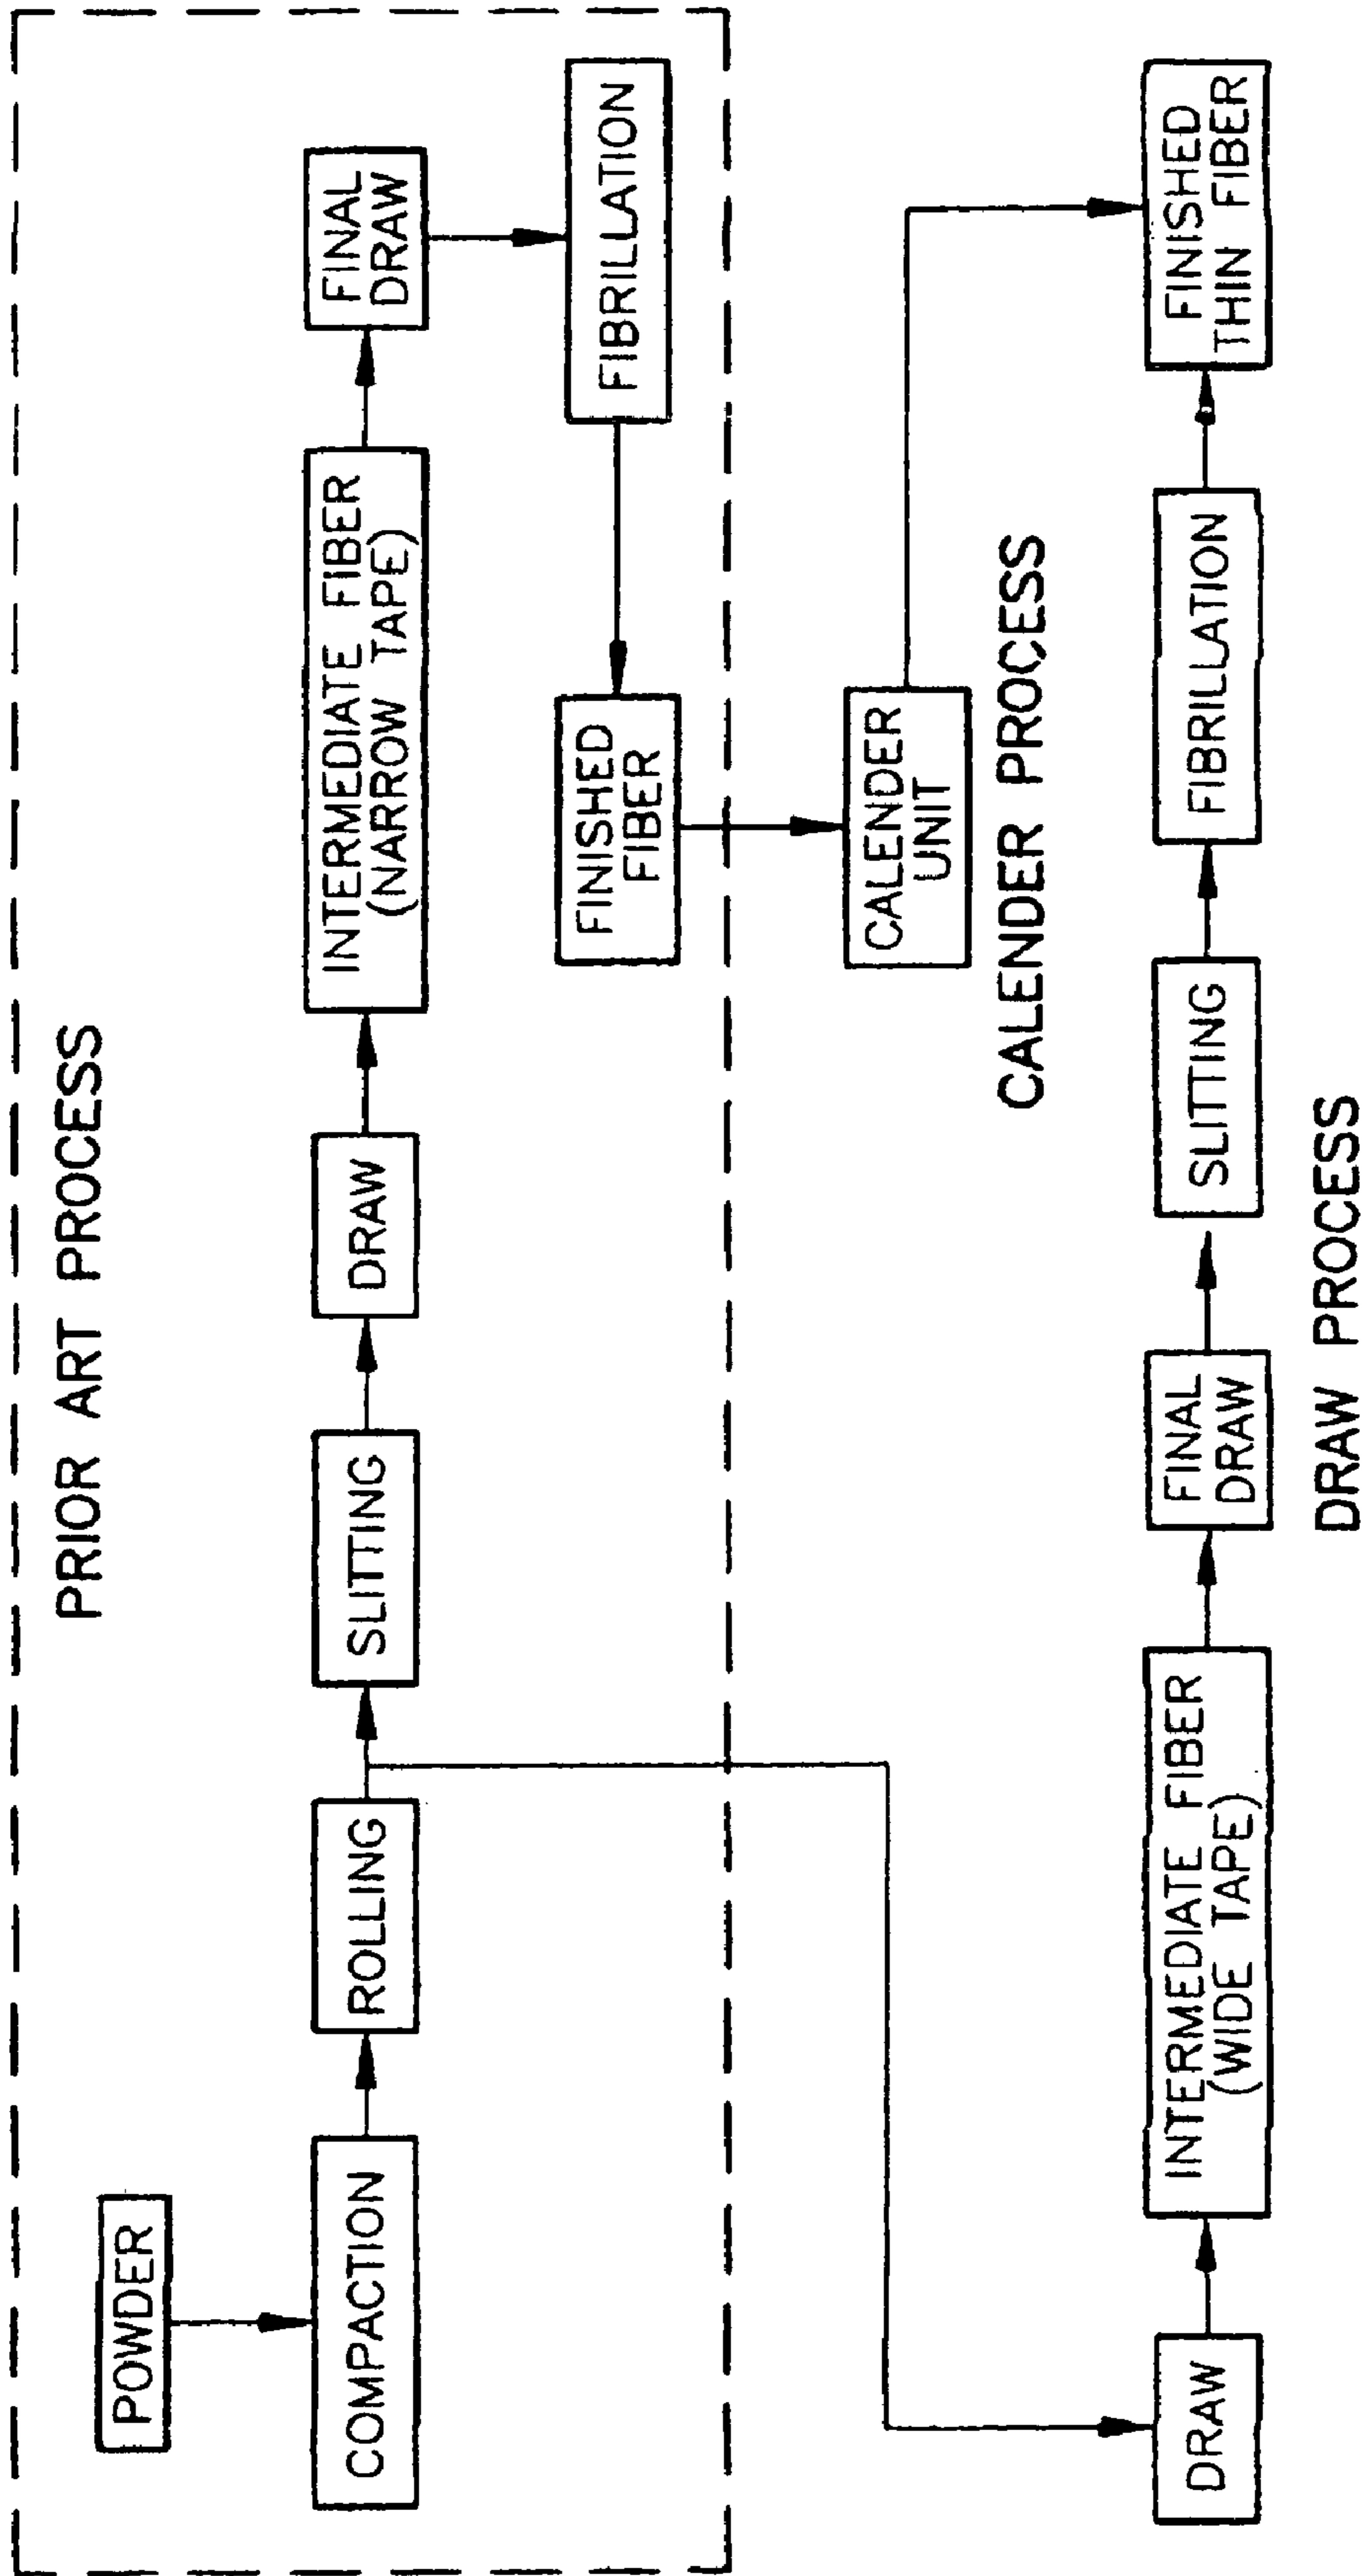 PRIOR ART PROCESS
POWDER
COMPACTION
ROLLING
SLITTING
DRAW
INTERMEDIATE FIBER
(NARROW TAPE)
FINAL
DRAW
FIBRILLATION
FINISHED
FIBER
CALENDER
UNIT
CALENDER PROCESS
DRAW
INTERMEDIATE FIBER
(WIDE TAPE)
FINAL
DRAW
SLITTING
FIBRILLATION
FINISHED
THIN FIBER
DRAW PROCESS